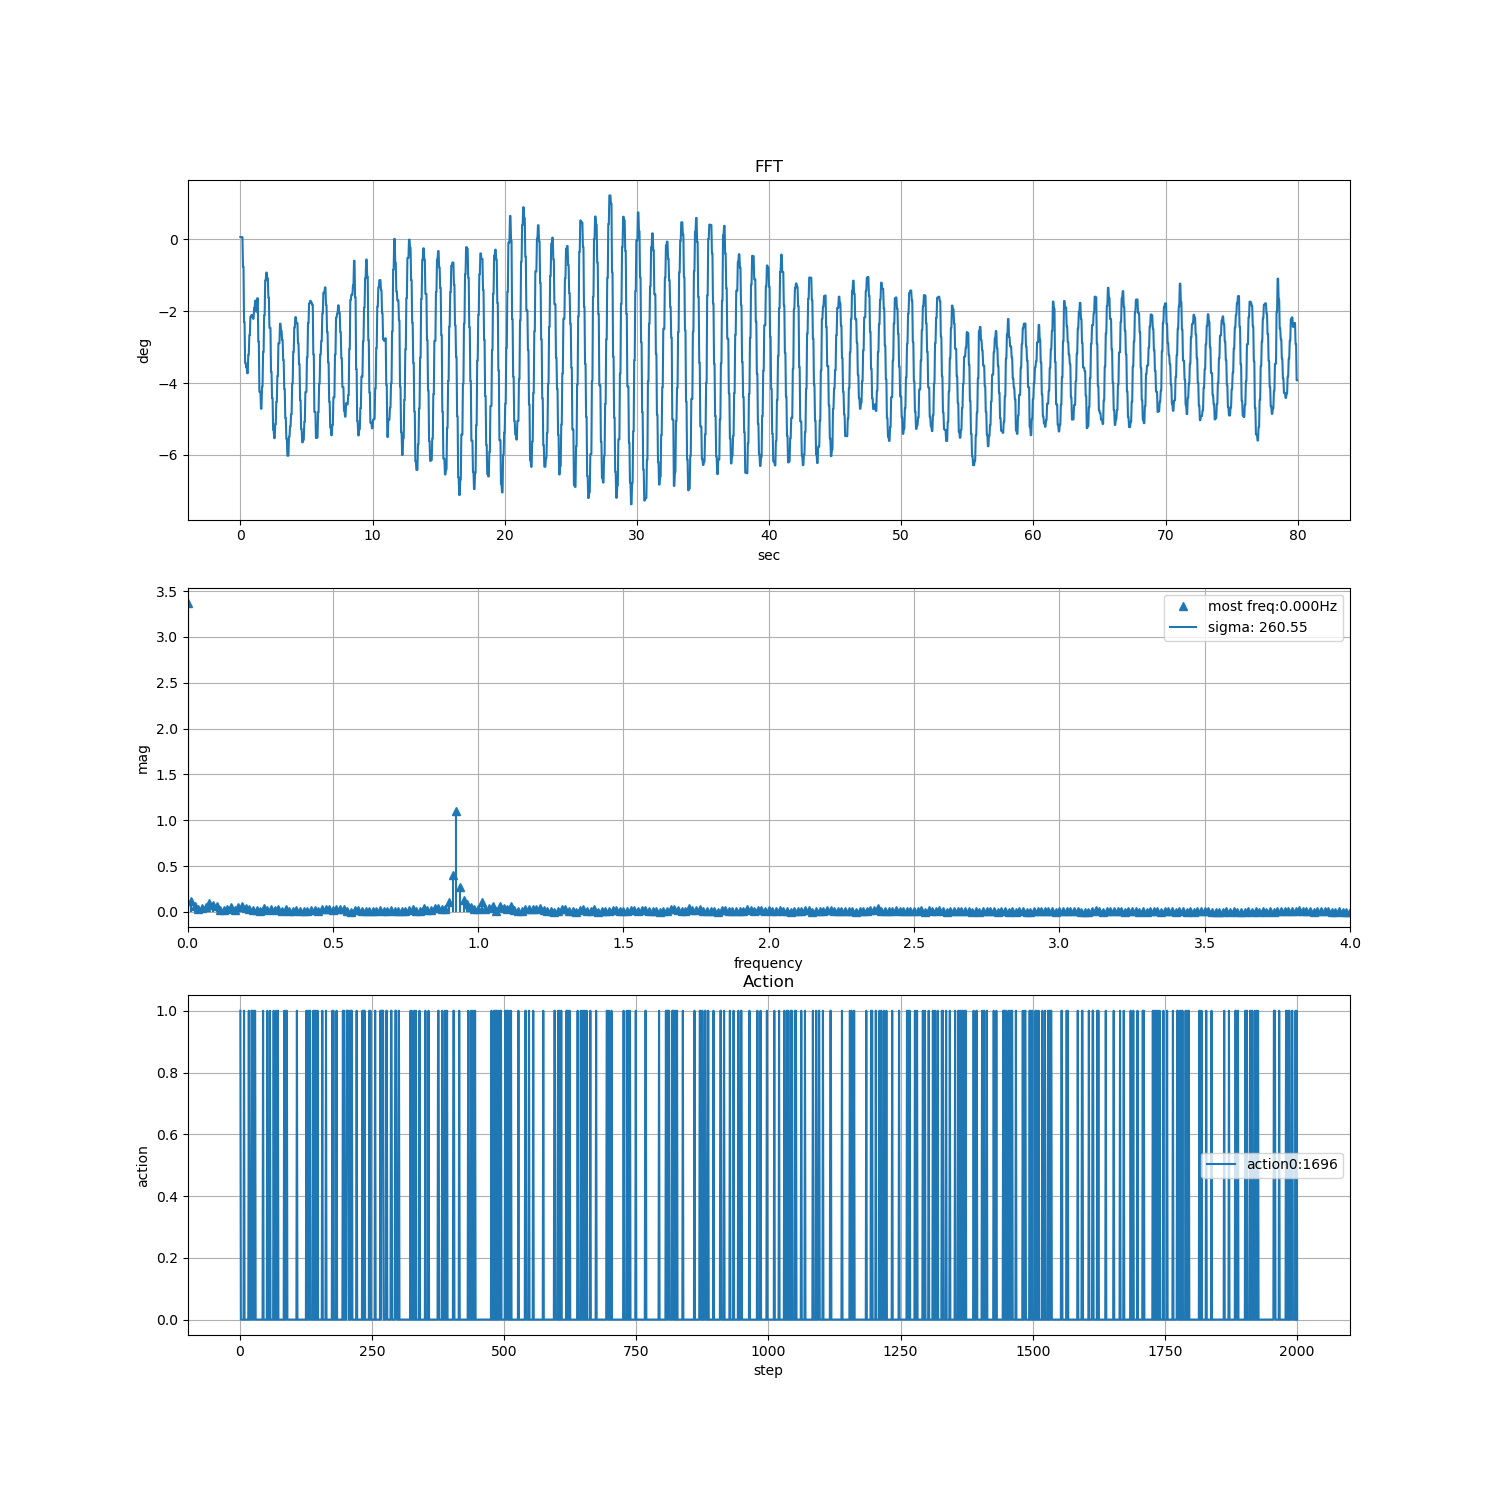 FFT
0
−2
−4
−6
deg
0 10 20 30 40 50 60 70 80
sec
3.5
3.0
2.5
2.0
1.5
1.0
0.5
0.0
mag
most freq:0.000Hz
sigma: 260.55
0.0 0.5 1.0 1.5 2.0 2.5 3.0 3.5 4.0
frequency
Action
1.0
0.8
0.6
0.4
0.2
0.0
action
action0:1696
0 250 500 750 1000 1250 1500 1750 2000
step